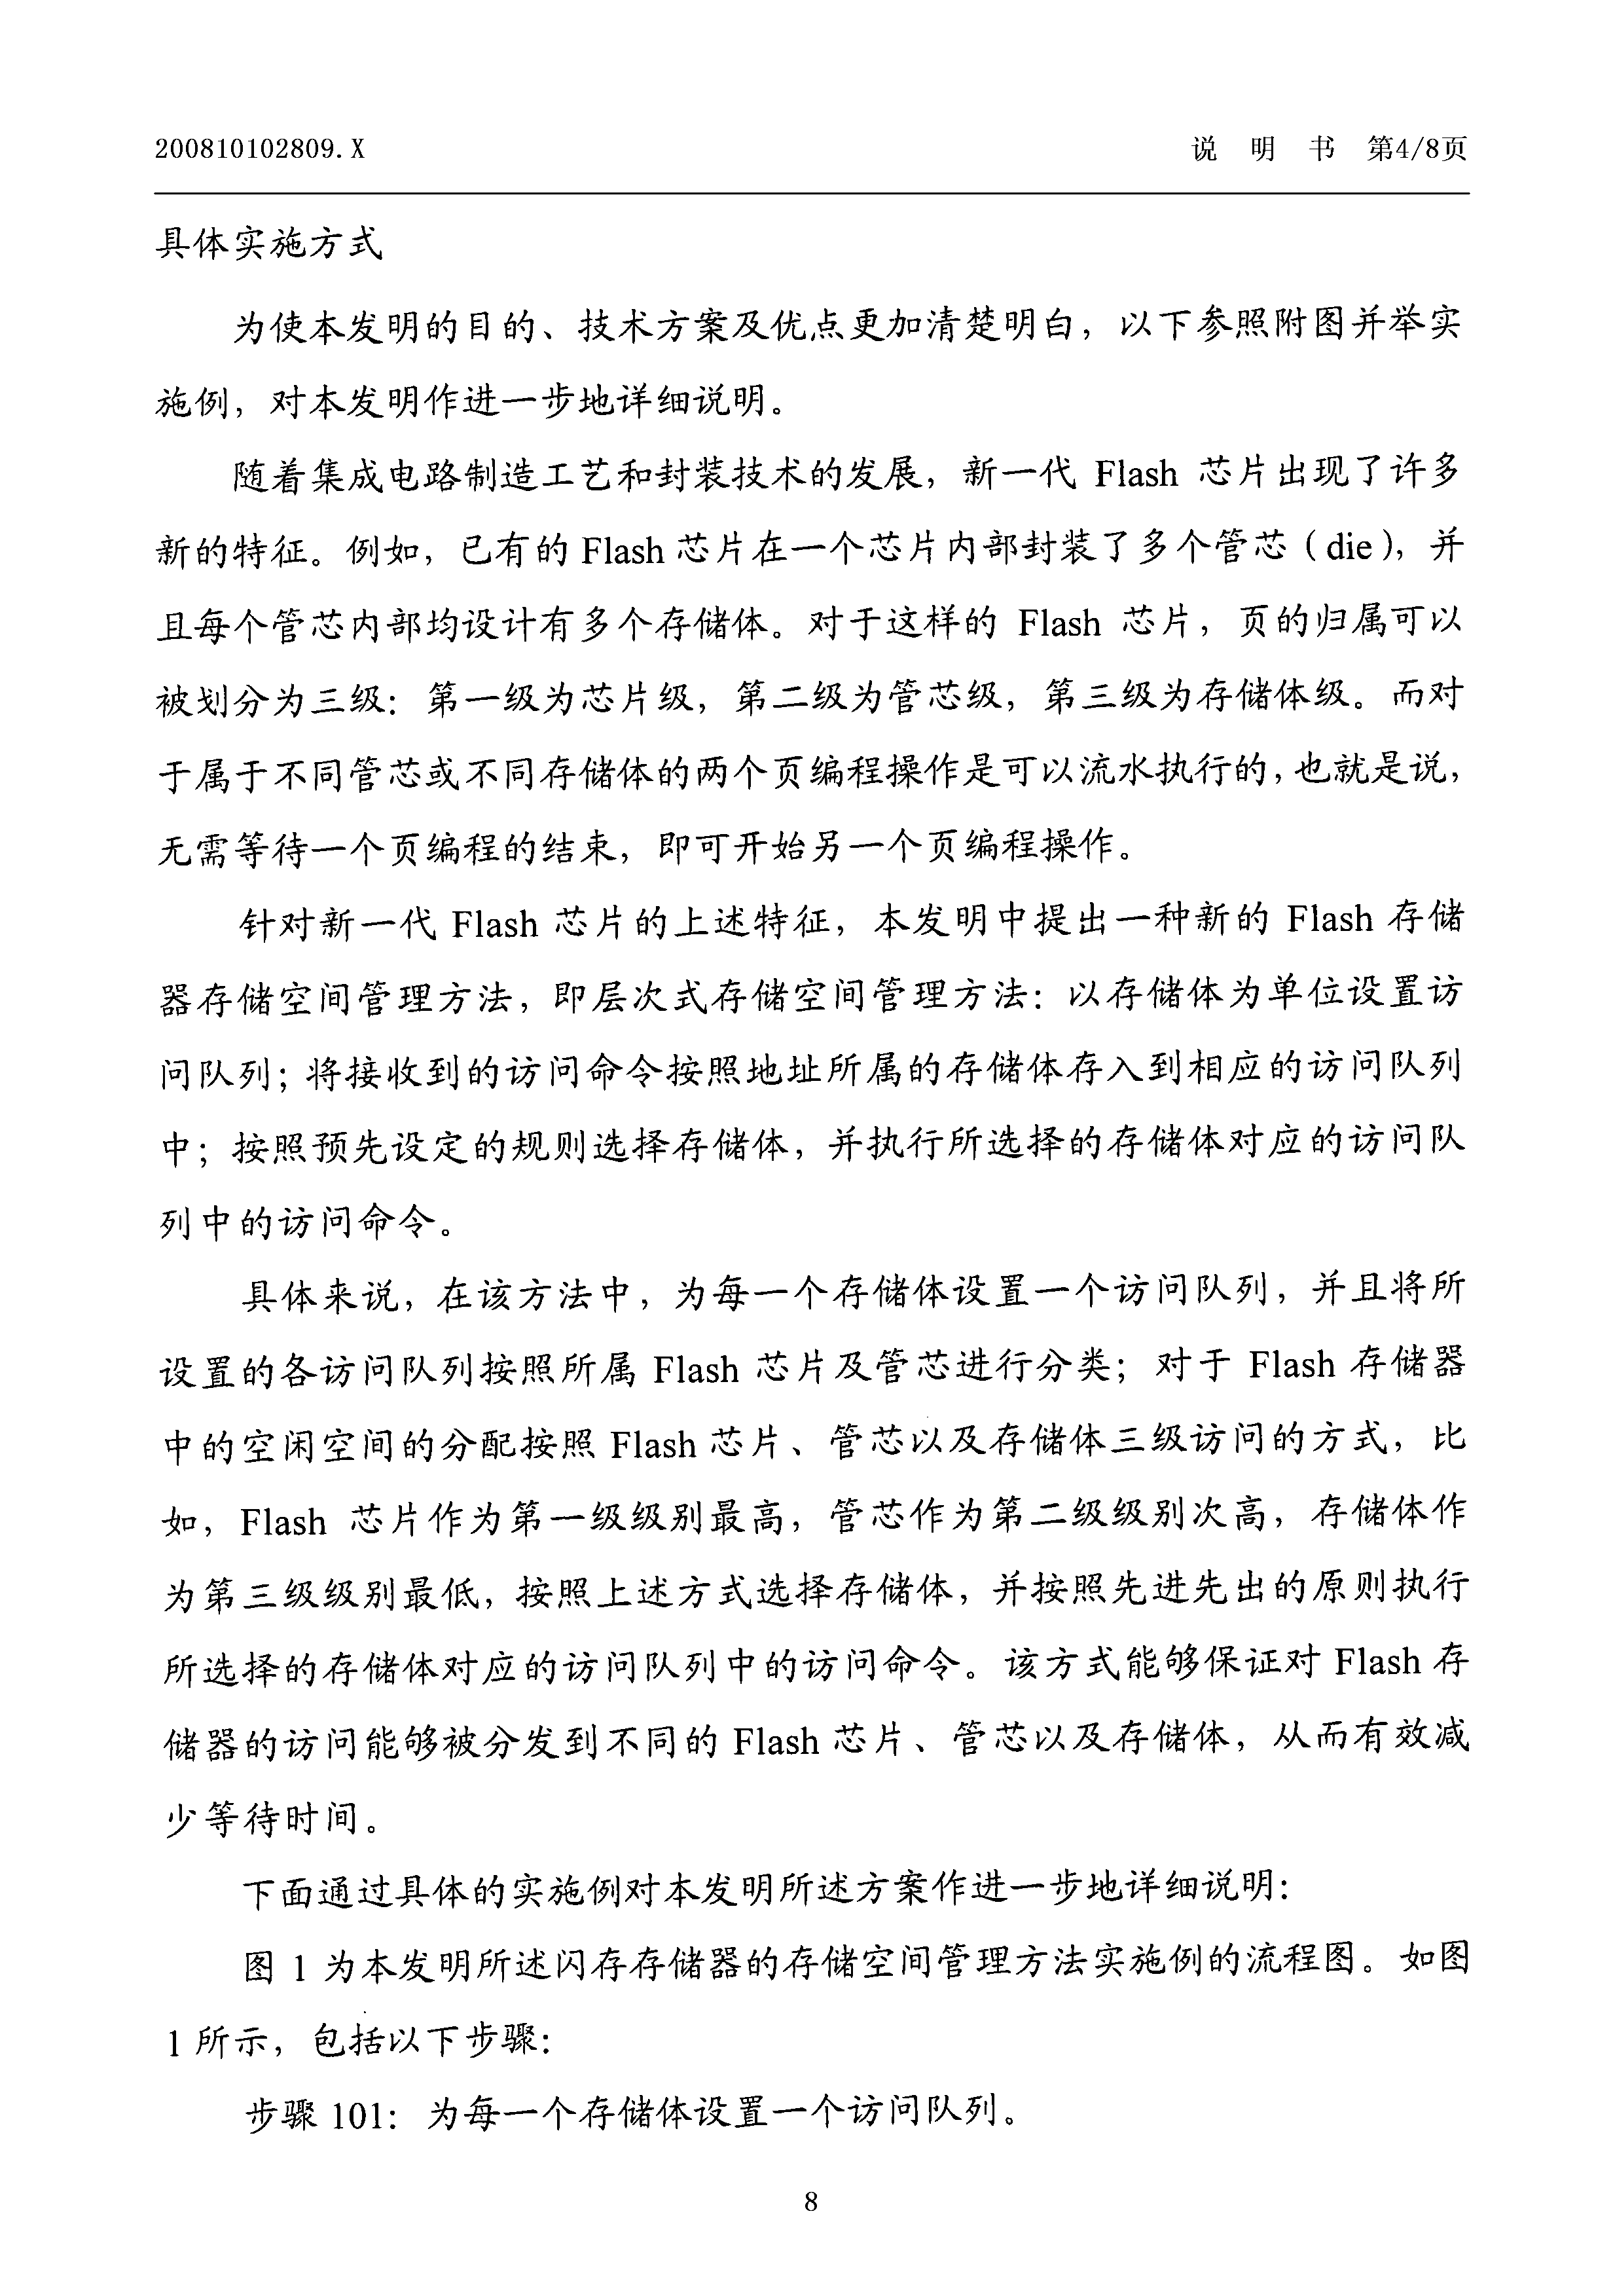 200810102809.X
说 明 书 第4/8页
具体实施方式
为使本发明的目的、技术方案及优点更加清楚明白，以下参照附图并举实
施例，对本发明作进一步地详细说明。
随着集成电路制造工艺和封装技术的发展，新一代 Flash 芯片出现了许多
新的特征。例如，已有的 Flash 芯片在一个芯片内部封装了多个管芯（die），并
且每个管芯内部均设计有多个存储体。对于这样的 Flash 芯片，页的归属可以
被划分为三级：第一级为芯片级，第二级为管芯级，第三级为存储体级。而对
于属于不同管芯或不同存储体的两个页编程操作是可以流水执行的，也就是说，
无需等待一个页编程的结束，即可开始另一个页编程操作。
针对新一代 Flash 芯片的上述特征，本发明中提出一种新的 Flash 存储
器存储空间管理方法，即层次式存储空间管理方法：以存储体为单位设置访
问队列；将接收到的访问命令按照地址所属的存储体存入到相应的访问队列
中；按照预先设定的规则选择存储体，并执行所选择的存储体对应的访问队
列中的访问命令。
具体来说，在该方法中，为每一个存储体设置一个访问队列，并且将所
设置的各访问队列按照所属 Flash 芯片及管芯进行分类；对于 Flash 存储器
中的空闲空间的分配按照 Flash 芯片、管芯以及存储体三级访问的方式，比
如，Flash 芯片作为第一级级别最高，管芯作为第二级级别次高，存储体作
为第三级级别最低，按照上述方式选择存储体，并按照先进先出的原则执行
所选择的存储体对应的访问队列中的访问命令。该方式能够保证对 Flash 存
储器的访问能够被分发到不同的 Flash 芯片、管芯以及存储体，从而有效减
少等待时间。
下面通过具体的实施例对本发明所述方案作进一步地详细说明：
图 1 为本发明所述闪存存储器的存储空间管理方法实施例的流程图。如图
1 所示，包括以下步骤：
步骤 101：为每一个存储体设置一个访问队列。
8